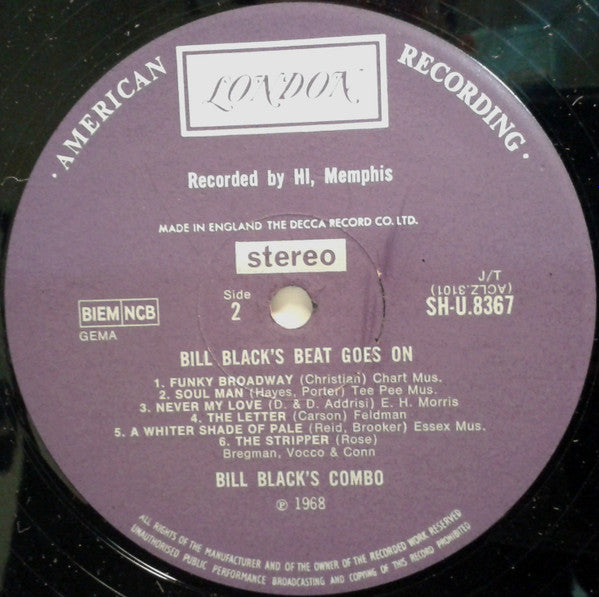 · AMERICAN RECORDING ·
LONDON
Recorded by HI, Memphis
MADE IN ENGLAND THE DECCA RECORD CO. LTD.
stereo
BIEM NCB
GEMA
Side
2
1/J
(ACLZ.3101)
SH-U.8367
BILL BLACK'S BEAT GOES ON
1. FUNKY BROADWAY (Christian) Chart Mus.
2. SOUL MAN (Hayes, Porter) Tee Pee Mus.
3. NEVER MY LOVE (D. & D. Addrisi) E. H. Morris
4. THE LETTER (Carson) Feldman
5. A WHITER SHADE OF PALE (Reid, Brooker) Essex Mus.
6. THE STRIPPER (Rose)
Bregman, Vocco & Conn
BILL BLACK'S COMBO
℗ 1968
ALL RIGHTS OF THE MANUFACTURER AND OF THE OWNER OF THE RECORDED WORK RESERVED
UNAUTHORISED PUBLIC PERFORMANCE BROADCASTING AND COPYING OF THIS RECORD PROHIBITED